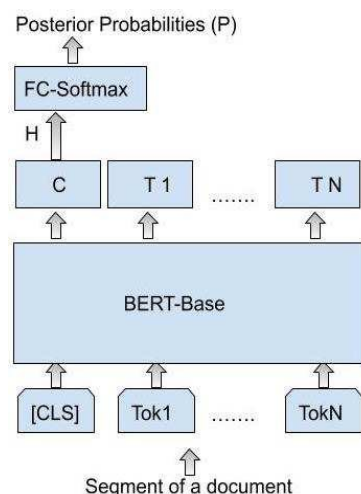 Posterior Probabilities (P)
FC-Softmax
H
C T 1 ....... T N
BERT-Base
[CLS] Tok1 ....... TokN
Segment of a document